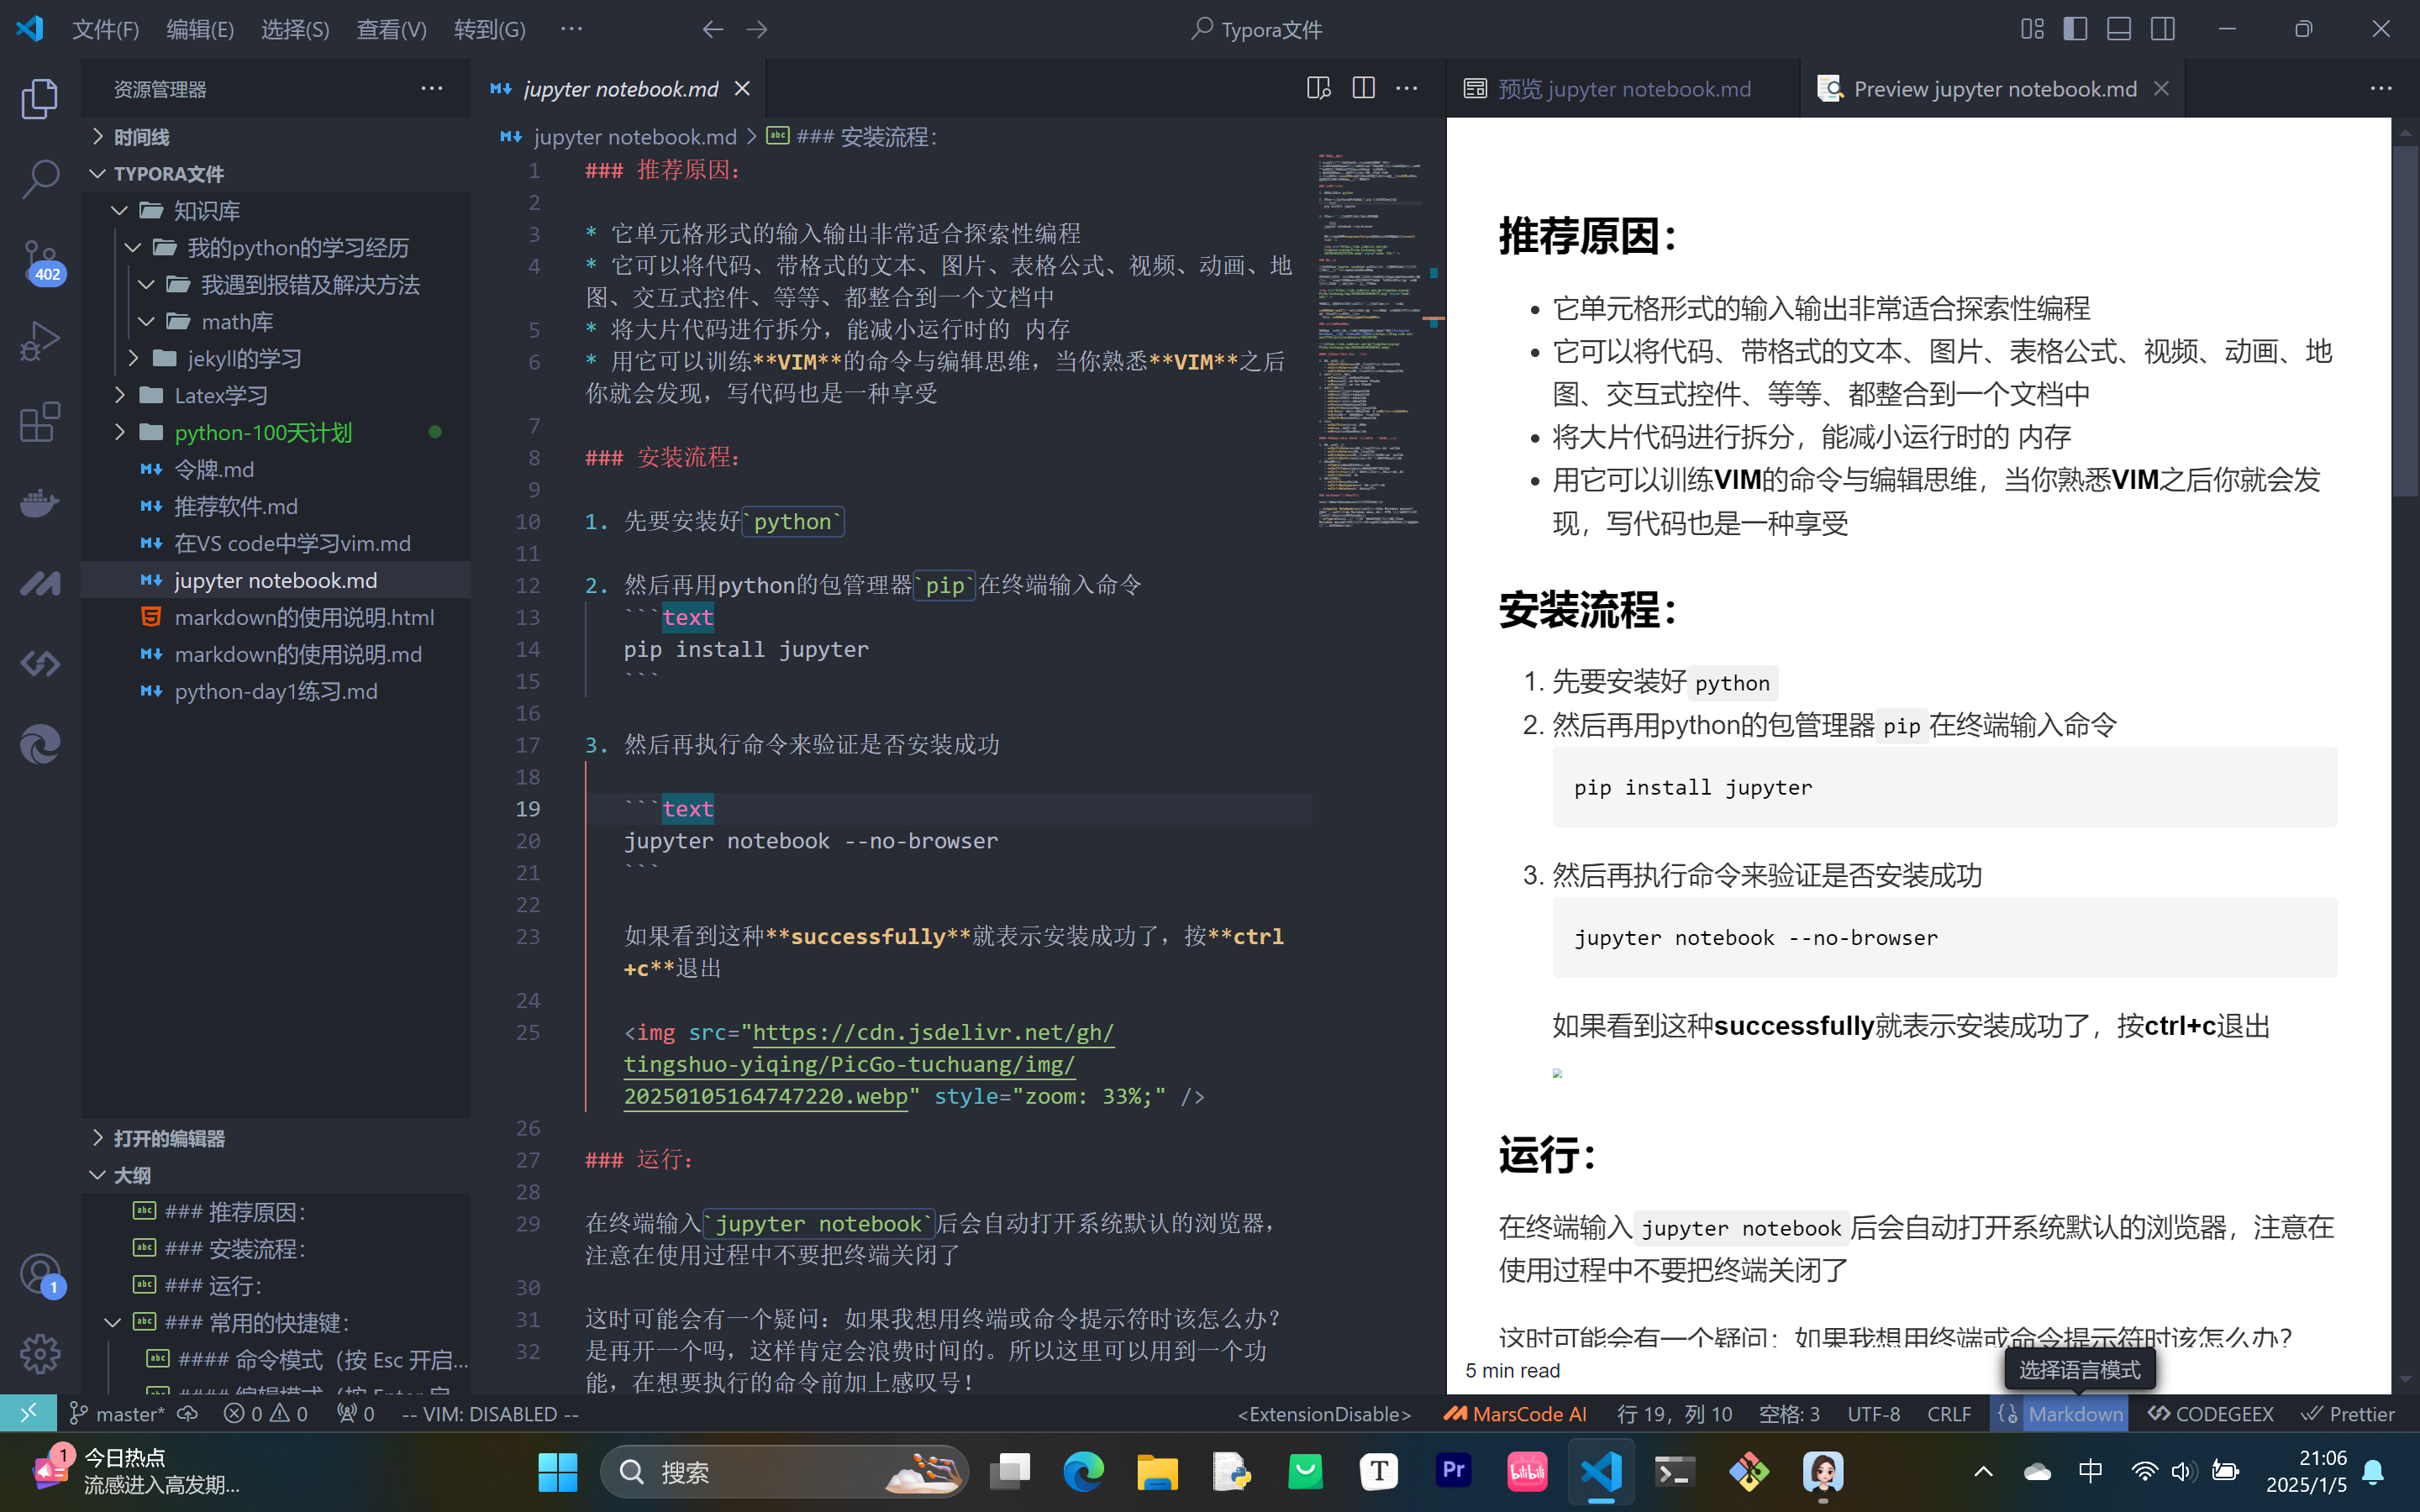 文件(F) 编辑(E) 选择(S) 查看(V) 转到(G) ··· Typora文件
资源管理器 ···
时间线
TYPORA文件
知识库
我的python的学习经历
我遇到报错及解决方法
math库
jekyll的学习
Latex学习
python-100天计划
令牌.md
推荐软件.md
在VS code中学习vim.md
jupyter notebook.md
markdown的使用说明.html
markdown的使用说明.md
python-day1练习.md
402
打开的编辑器
大纲
### 推荐原因：
### 安装流程：
### 运行：
### 常用的快捷键：
#### 命令模式（按 Esc 开启...
1
jupyter notebook.md
jupyter notebook.md > ### 安装流程：
1 ### 推荐原因：
2
3 * 它单元格形式的输入输出非常适合探索性编程
4 * 它可以将代码、带格式的文本、图片、表格公式、视频、动画、地
图、交互式控件、等等、都整合到一个文档中
5 * 将大片代码进行拆分，能减小运行时的 内存
6 * 用它可以训练**VIM**的命令与编辑思维，当你熟悉**VIM**之后
你就会发现，写代码也是一种享受
7
8 ### 安装流程：
9
10 1. 先要安装好`python`
11
12 2. 然后再用python的包管理器`pip`在终端输入命令
13 ```text
14 pip install jupyter
15 ```
16
17 3. 然后再执行命令来验证是否安装成功
18
19 ```text
20 jupyter notebook --no-browser
21 ```
22
23 如果看到这种**successfully**就表示安装成功了，按**ctrl
+c**退出
24
25 <img src="https://cdn.jsdelivr.net/gh/
tingshuo-yiqing/PicGo-tuchuang/img/
20250105164747220.webp" style="zoom: 33%;" />
26
27 ### 运行：
28
29 在终端输入`jupyter notebook`后会自动打开系统默认的浏览器，
注意在使用过程中不要把终端关闭了
30
31 这时可能会有一个疑问：如果我想用终端或命令提示符时该怎么办？
32 是再开一个吗，这样肯定会浪费时间的。所以这里可以用到一个功
能，在想要执行的命令前加上感叹号！
预览 jupyter notebook.md
Preview jupyter notebook.md
推荐原因：
• 它单元格形式的输入输出非常适合探索性编程
• 它可以将代码、带格式的文本、图片、表格公式、视频、动画、地
图、交互式控件、等等、都整合到一个文档中
• 将大片代码进行拆分，能减小运行时的 内存
• 用它可以训练VIM的命令与编辑思维，当你熟悉VIM之后你就会发
现，写代码也是一种享受
安装流程：
1. 先要安装好 python
2. 然后再用python的包管理器 pip 在终端输入命令
pip install jupyter
3. 然后再执行命令来验证是否安装成功
jupyter notebook --no-browser
如果看到这种successfully就表示安装成功了，按ctrl+c退出
运行：
在终端输入 jupyter notebook 后会自动打开系统默认的浏览器，注意在
使用过程中不要把终端关闭了
这时可能会有一个疑问：如果我想用终端或命令提示符时该怎么办？
5 min read
选择语言模式
master* 0 0 0 -- VIM: DISABLED -- <ExtensionDisable> MarsCode AI 行 19，列 10 空格: 3 UTF-8 CRLF Markdown CODEGEEX Prettier
1 今日热点
流感进入高发期...
搜索
T
Pr
bilibili
中
21:06
2025/1/5